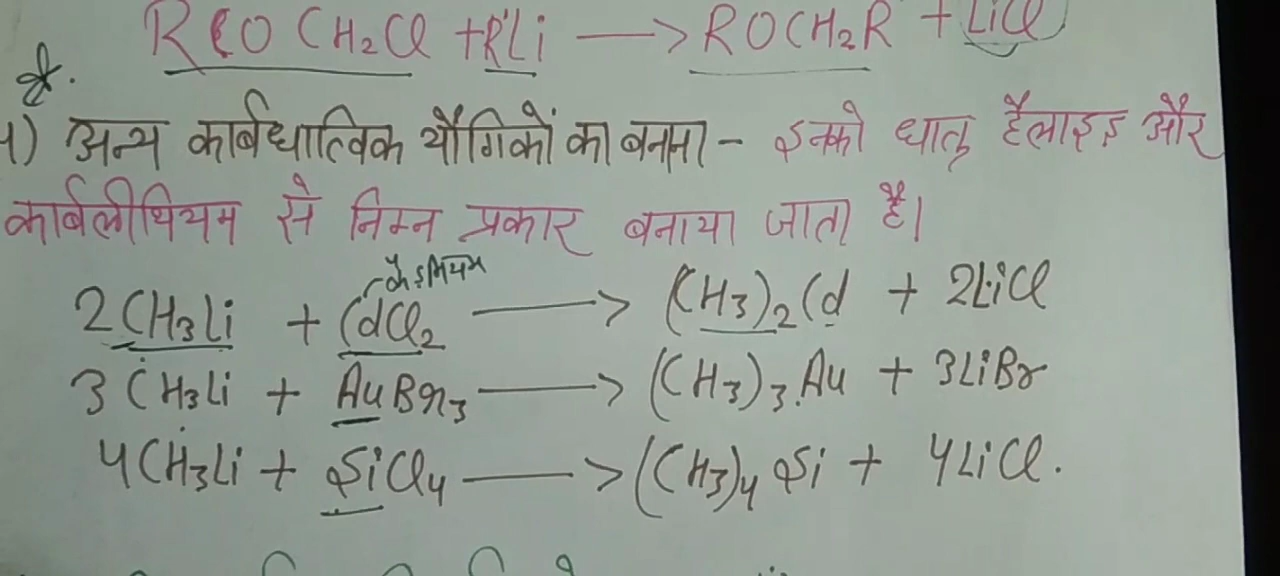 ROCH₂Cl + R'Li ⟶ ROCH₂R + LiCl
अन्य कार्बधात्विक यौगिकों का बनना - इनको धातु हैलाइड और
कार्बलीथियम से निम्न प्रकार बनाया जाता है।
कैडमियम
2CH₃Li + CdCl₂ ⟶ (CH₃)₂Cd + 2LiCl
3CH₃Li + AuBr₃ ⟶ (CH₃)₃Au + 3LiBr
4CH₃Li + SiCl₄ ⟶ (CH₃)₄Si + 4LiCl.